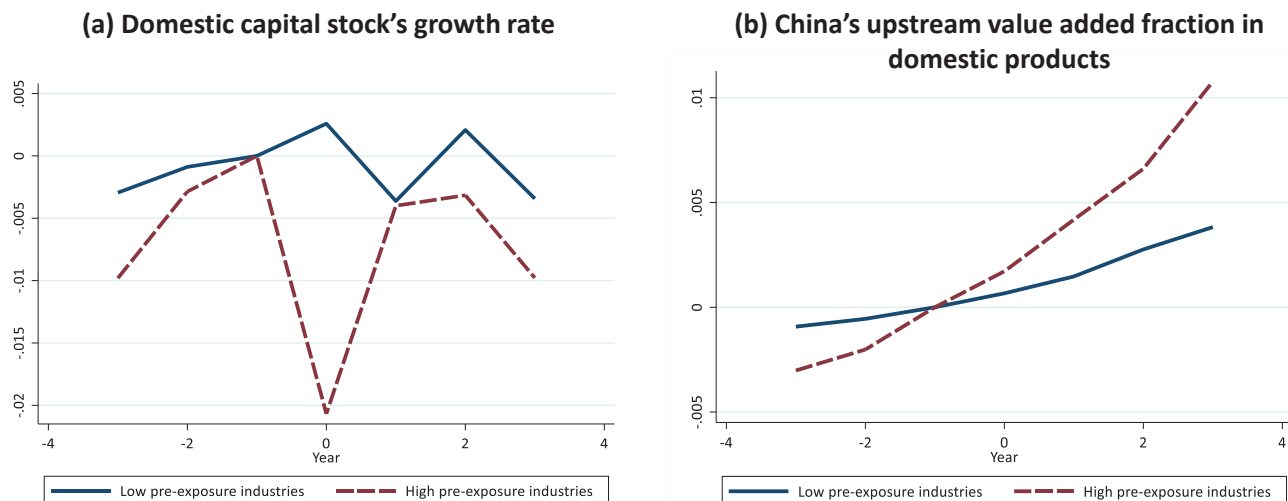 (a) Domestic capital stock’s growth rate
.005
0
-.005
-.01
-.015
-.02
-4
-2
0
2
4
Year
Low pre-exposure industries
High pre-exposure industries
(b) China’s upstream value added fraction in
domestic products
.01
.005
0
-.005
-4
-2
0
2
4
Year
Low pre-exposure industries
High pre-exposure industries